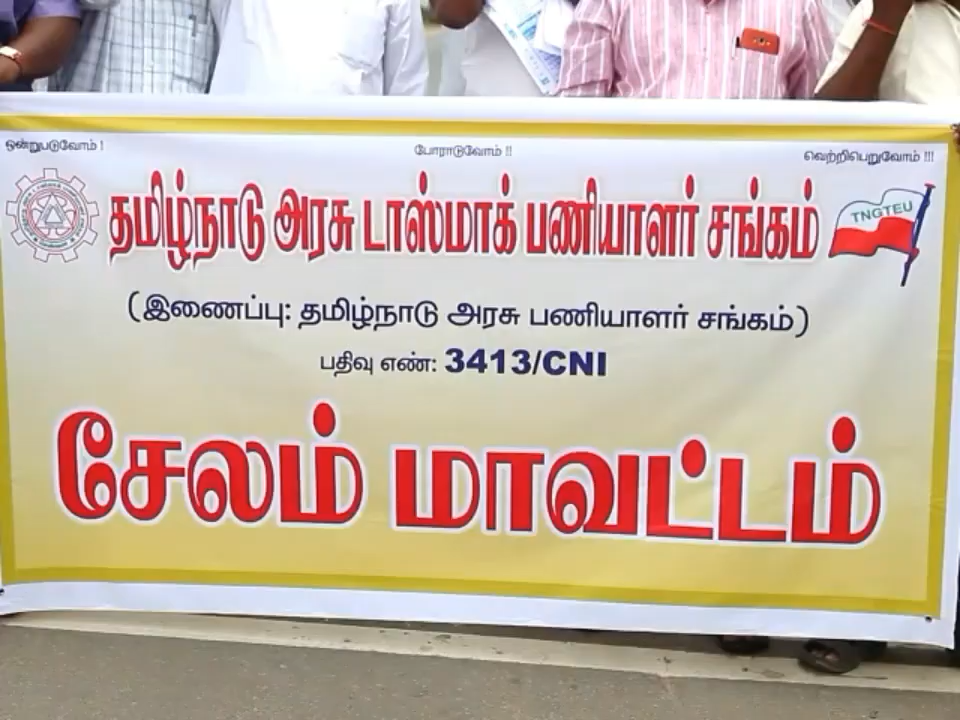 ஒன்றுபடுவோம் ! போராடுவோம் !! வெற்றிபெறுவோம் !!!
தமிழ்நாடு அரசு டாஸ்மாக் பணியாளர் சங்கம்
TNGTEU
(இணைப்பு: தமிழ்நாடு அரசு பணியாளர் சங்கம்)
பதிவு எண்: 3413/CNI
சேலம் மாவட்டம்